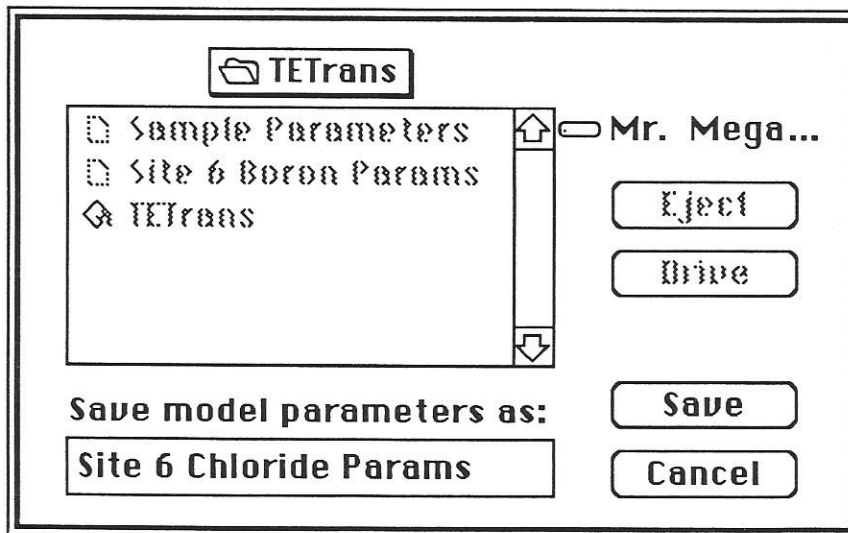 TETrans
Sample Parameters
Site 6 Boron Params
TETrans
Mr. Mega...
Eject
Drive
Save model parameters as:
Site 6 Chloride Params
Save
Cancel